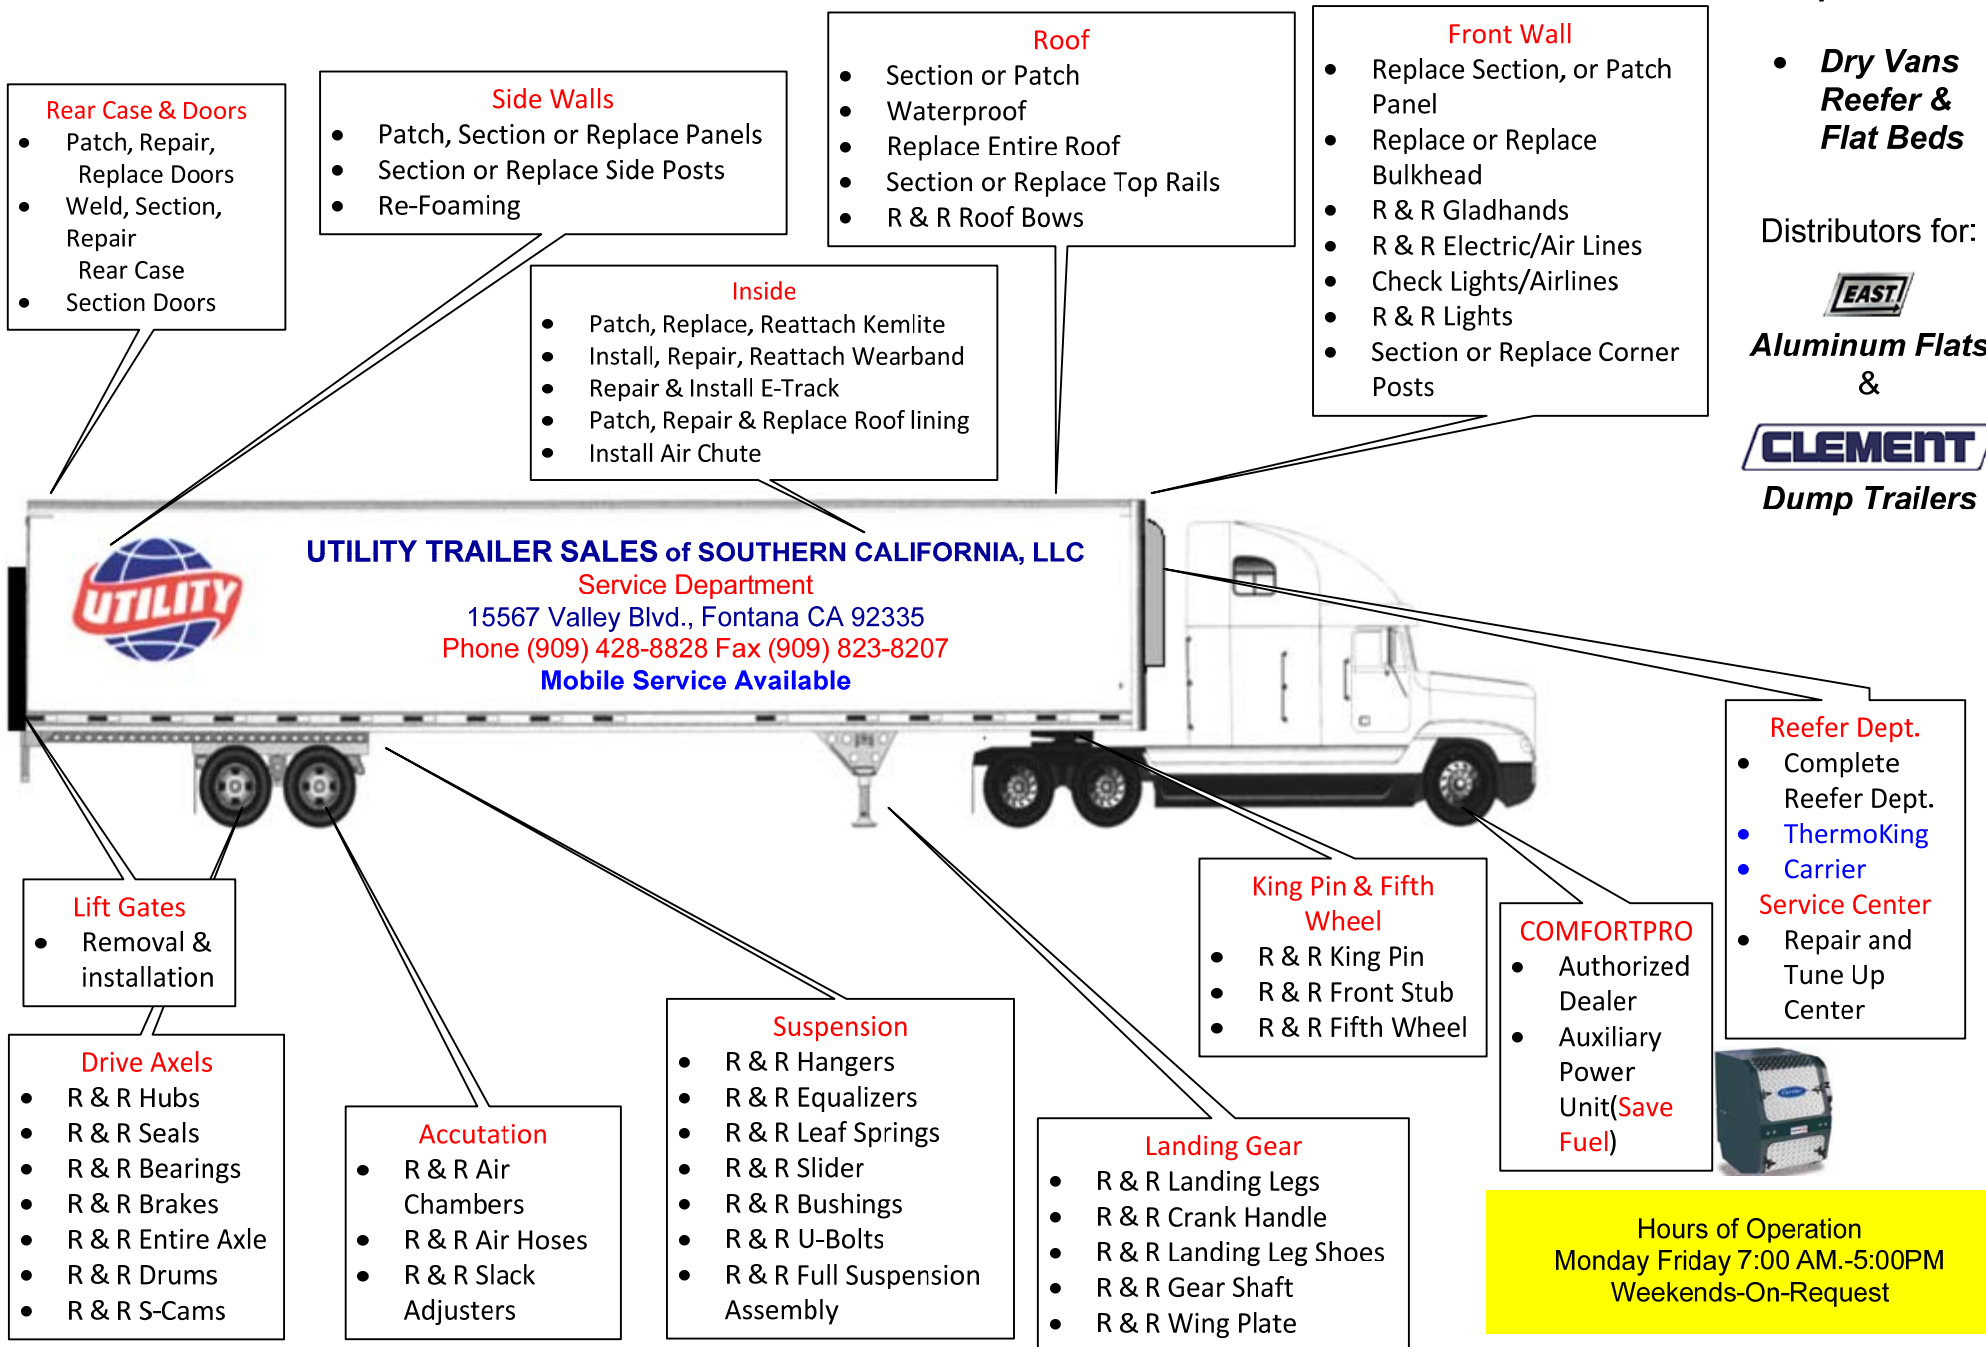 Rear Case & Doors
• Patch, Repair,
Replace Doors
• Weld, Section,
Repair
Rear Case
• Section Doors
Side Walls
• Patch, Section or Replace Panels
• Section or Replace Side Posts
• Re-Foaming
Roof
• Section or Patch
• Waterproof
• Replace Entire Roof
• Section or Replace Top Rails
• R & R Roof Bows
Front Wall
• Replace Section, or Patch
Panel
• Replace or Replace
Bulkhead
• R & R Gladhands
• R & R Electric/Air Lines
• Check Lights/Airlines
• R & R Lights
• Section or Replace Corner
Posts
• Dry Vans
Reefer &
Flat Beds
Distributors for:
EAST
Aluminum Flats
&
CLEMENT
Dump Trailers
Inside
• Patch, Replace, Reattach Kemlite
• Install, Repair, Reattach Wearband
• Repair & Install E-Track
• Patch, Repair & Replace Roof lining
• Install Air Chute
UTILITY
UTILITY TRAILER SALES of SOUTHERN CALIFORNIA, LLC
Service Department
15567 Valley Blvd., Fontana CA 92335
Phone (909) 428-8828 Fax (909) 823-8207
Mobile Service Available
Lift Gates
• Removal &
installation
Drive Axels
• R & R Hubs
• R & R Seals
• R & R Bearings
• R & R Brakes
• R & R Entire Axle
• R & R Drums
• R & R S-Cams
Accutation
• R & R Air
Chambers
• R & R Air Hoses
• R & R Slack
Adjusters
Suspension
• R & R Hangers
• R & R Equalizers
• R & R Leaf Springs
• R & R Slider
• R & R Bushings
• R & R U-Bolts
• R & R Full Suspension
Assembly
Landing Gear
• R & R Landing Legs
• R & R Crank Handle
• R & R Landing Leg Shoes
• R & R Gear Shaft
• R & R Wing Plate
King Pin & Fifth
Wheel
• R & R King Pin
• R & R Front Stub
• R & R Fifth Wheel
COMFORTPRO
• Authorized
Dealer
• Auxiliary
Power
Unit(Save
Fuel)
Reefer Dept.
• Complete
Reefer Dept.
• ThermoKing
• Carrier
Service Center
• Repair and
Tune Up
Center
Hours of Operation
Monday Friday 7:00 AM.-5:00PM
Weekends-On-Request